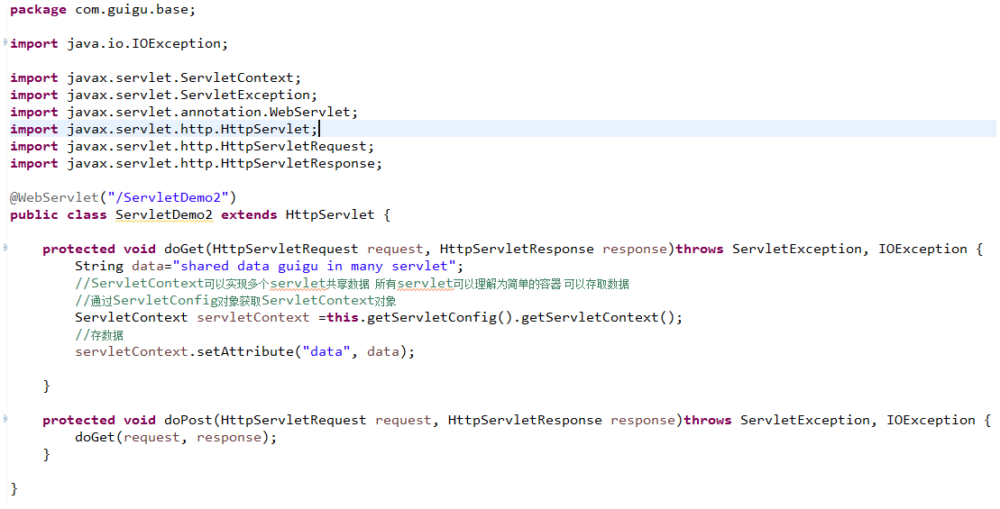 package com.guigu.base;
import java.io.IOException;
import javax.servlet.ServletContext;
import javax.servlet.ServletException;
import javax.servlet.annotation.WebServlet;
import javax.servlet.http.HttpServlet;
import javax.servlet.http.HttpServletRequest;
import javax.servlet.http.HttpServletResponse;
@WebServlet("/ServletDemo2")
public class ServletDemo2 extends HttpServlet {
protected void doGet(HttpServletRequest request, HttpServletResponse response)throws ServletException, IOException {
String data="shared data guigu in many servlet";
//ServletContext可以实现多个servlet共享数据 所有servlet可以理解为简单的容器 可以存取数据
//通过ServletConfig对象获取ServletContext对象
ServletContext servletContext =this.getServletConfig().getServletContext();
//存数据
servletContext.setAttribute("data", data);
}
protected void doPost(HttpServletRequest request, HttpServletResponse response)throws ServletException, IOException {
doGet(request, response);
}
}